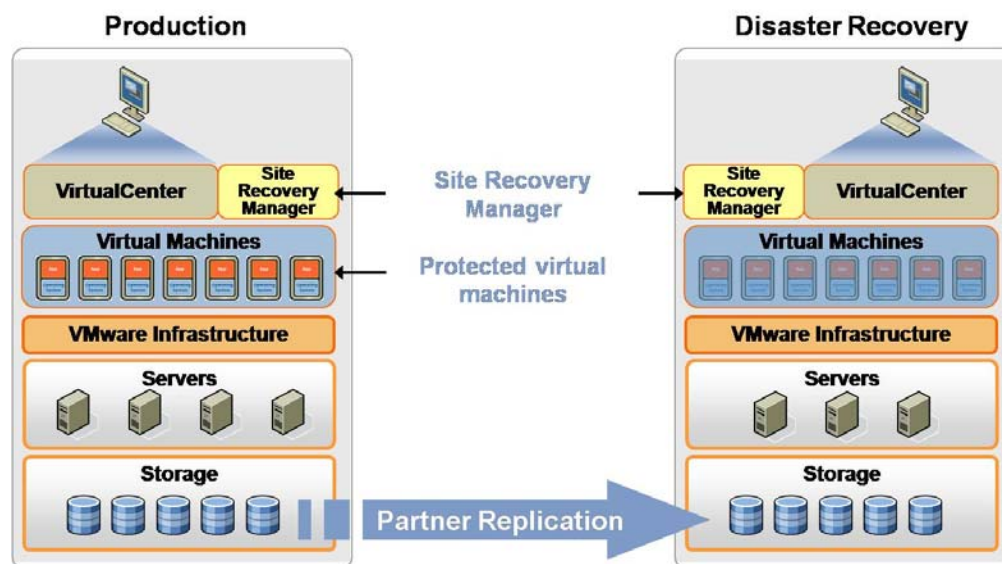 Production
Disaster Recovery
VirtualCenter
Site
Recovery
Manager
Site Recovery
Manager
Site
Recovery
Manager
VirtualCenter
Virtual Machines
Protected virtual
machines
Virtual Machines
VMware Infrastructure
VMware Infrastructure
Servers
Servers
Storage
Storage
Partner Replication